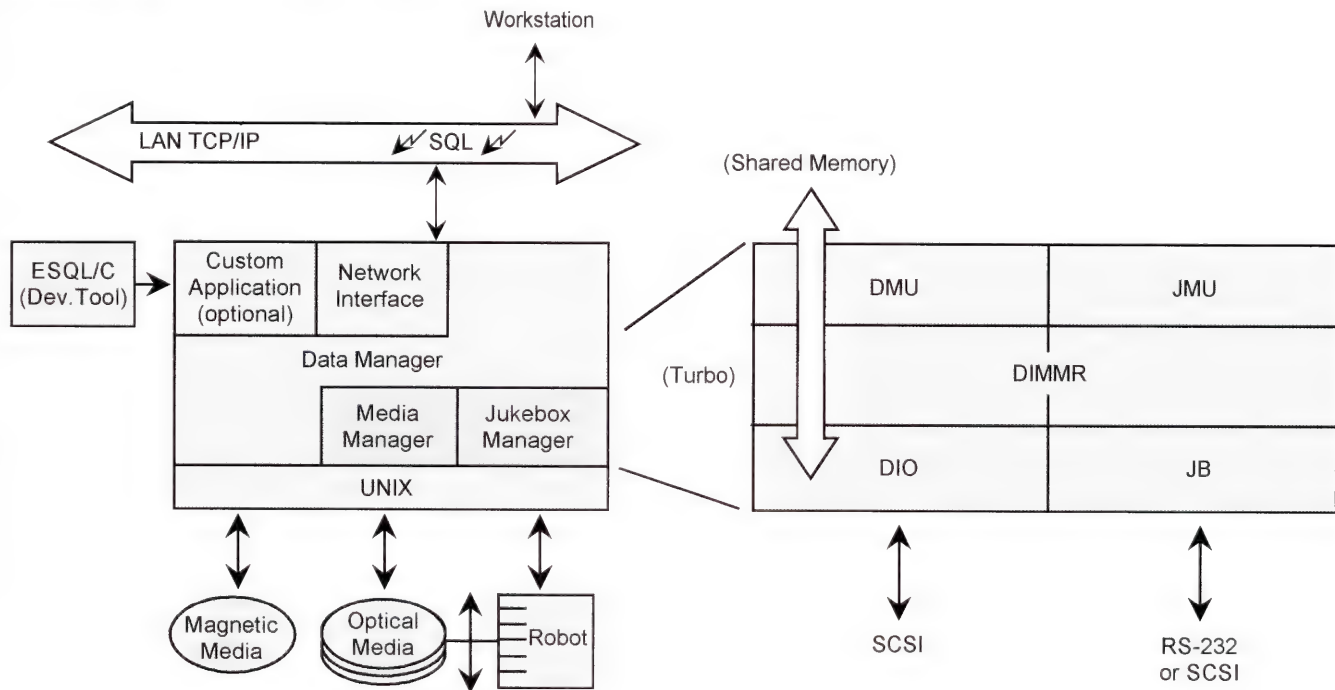 Workstation
LAN TCP/IP
SQL
(Shared Memory)
ESQL/C
(Dev.Tool)
Custom
Application
(optional)
Network
Interface
Data Manager
Media
Manager
Jukebox
Manager
UNIX
Magnetic
Media
Optical
Media
Robot
(Turbo)
DMU
JMU
DIMMR
DIO
JB
SCSI
RS-232
or SCSI